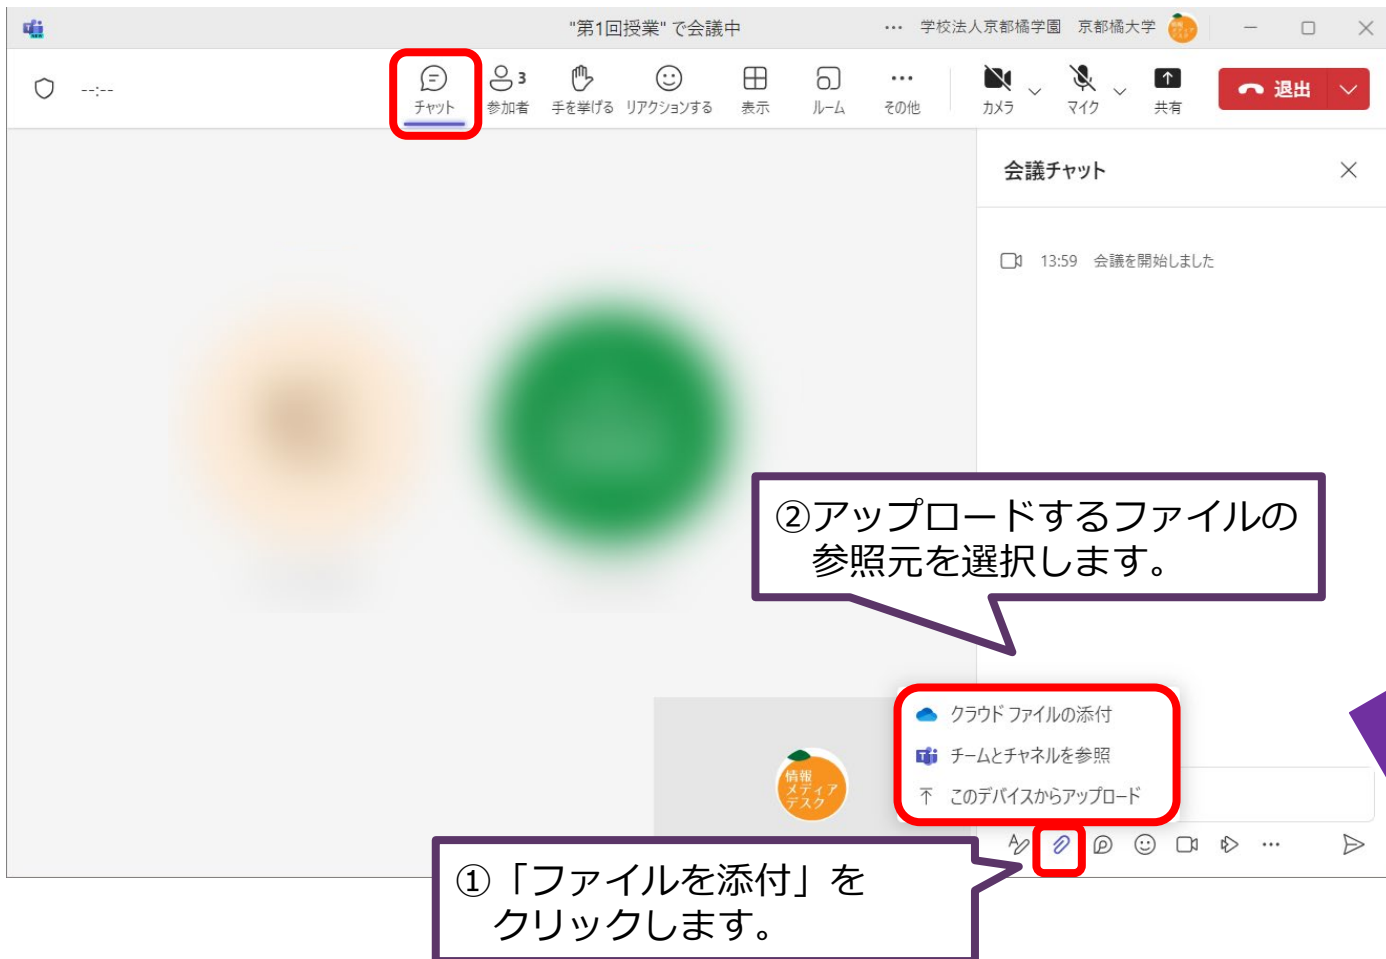 "第1回授業" で会議中
… 学校法人京都橘学園 京都橘大学
--:--
チャット
3
参加者
手を挙げる
リアクションする
表示
ルーム
その他
カメラ
マイク
共有
退出
会議チャット
13:59 会議を開始しました
②アップロードするファイルの
参照元を選択します。
クラウド ファイルの添付
チームとチャネルを参照
このデバイスからアップロード
情報
メディア
デスク
①「ファイルを添付」を
クリックします。